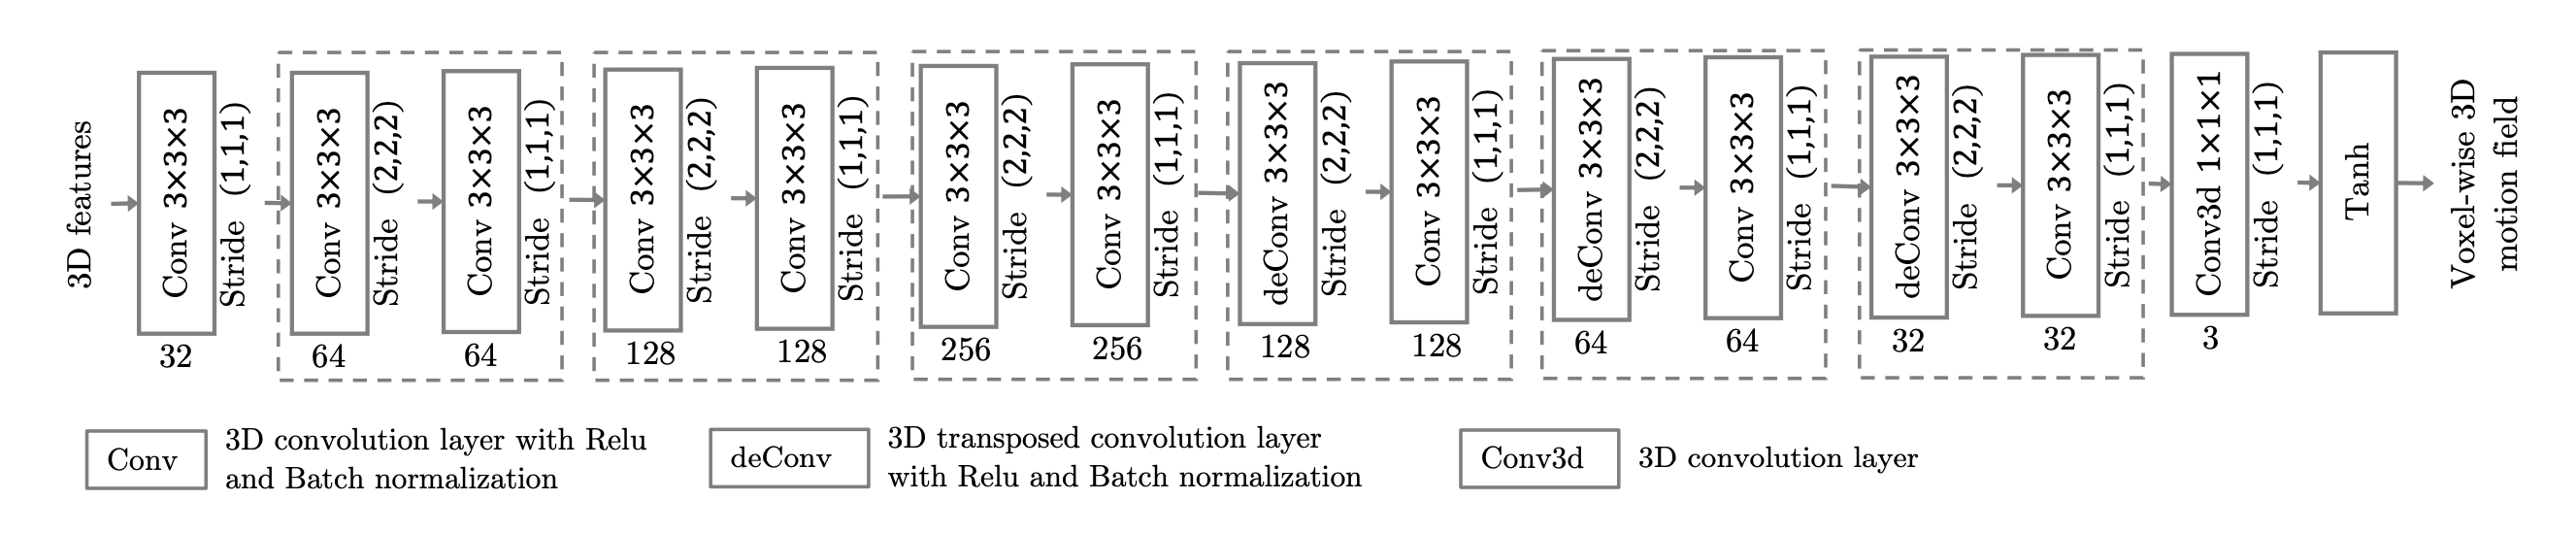 3D features
Conv 3×3×3
Stride (1,1,1)
32
Conv 3×3×3
Stride (2,2,2)
64
Conv 3×3×3
Stride (1,1,1)
64
Conv 3×3×3
Stride (2,2,2)
128
Conv 3×3×3
Stride (1,1,1)
128
Conv 3×3×3
Stride (2,2,2)
256
Conv 3×3×3
Stride (1,1,1)
256
deConv 3×3×3
Stride (2,2,2)
128
Conv 3×3×3
Stride (1,1,1)
128
deConv 3×3×3
Stride (2,2,2)
64
Conv 3×3×3
Stride (1,1,1)
64
deConv 3×3×3
Stride (2,2,2)
32
Conv 3×3×3
Stride (1,1,1)
32
Conv3d 1×1×1
Stride (1,1,1)
3
Tanh
Voxel-wise 3D
motion field
Conv
3D convolution layer with Relu
and Batch normalization
deConv
3D transposed convolution layer
with Relu and Batch normalization
Conv3d
3D convolution layer